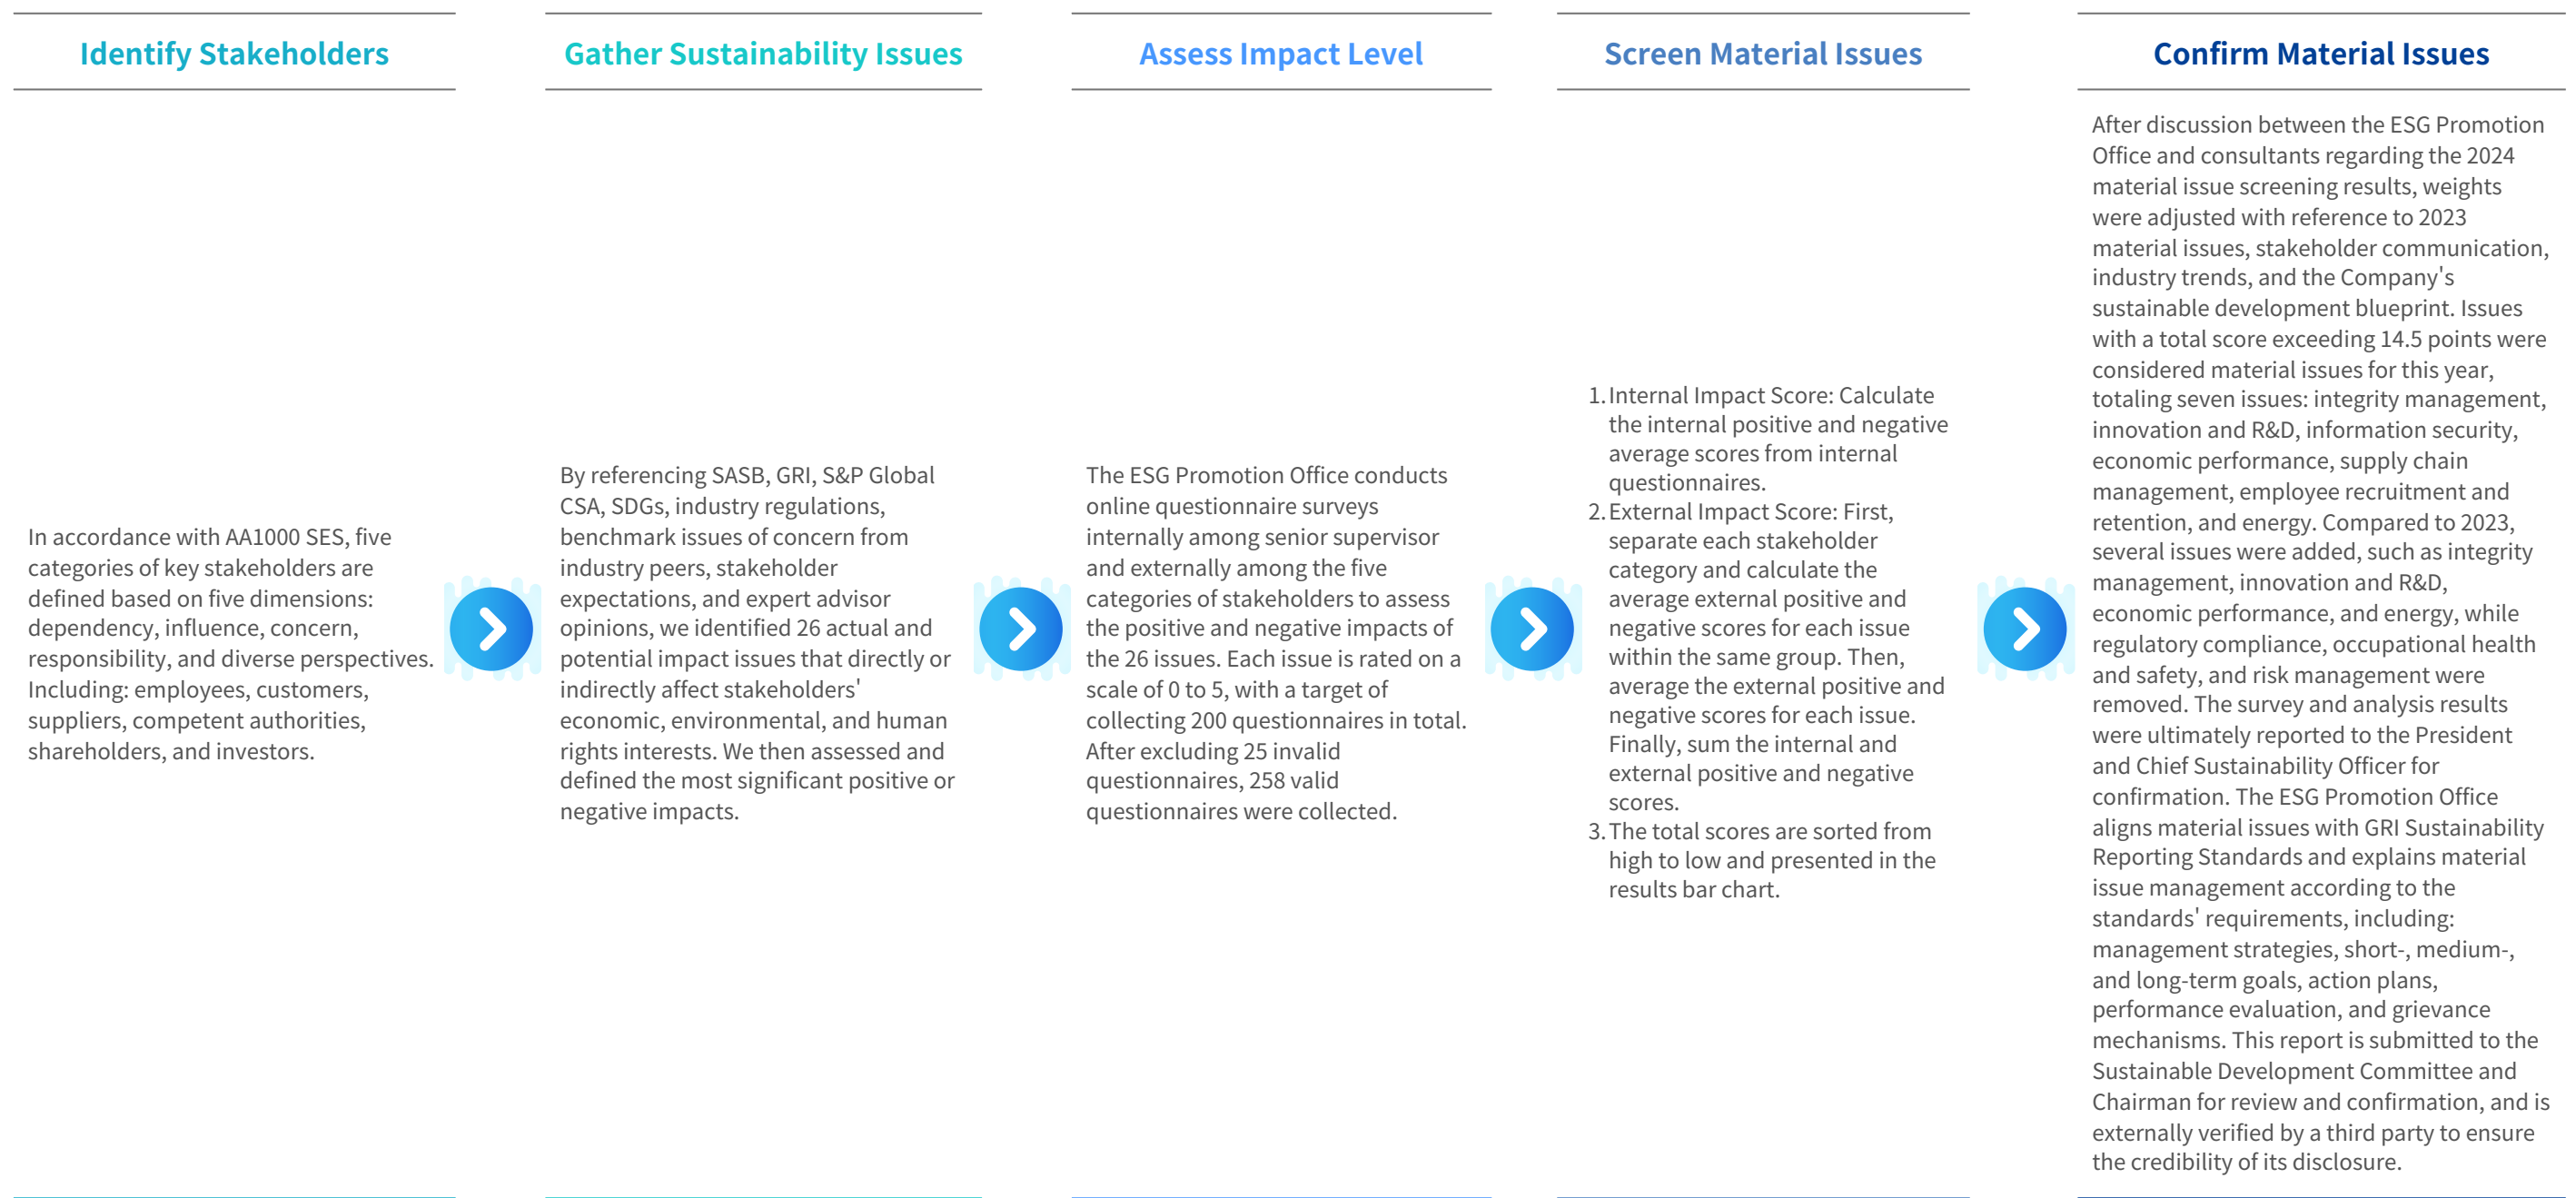 Identify Stakeholders
In accordance with AA1000 SES, five
categories of key stakeholders are
defined based on five dimensions:
dependency, influence, concern,
responsibility, and diverse perspectives.
Including: employees, customers,
suppliers, competent authorities,
shareholders, and investors.
Gather Sustainability Issues
By referencing SASB, GRI, S&P Global
CSA, SDGs, industry regulations,
benchmark issues of concern from
industry peers, stakeholder
expectations, and expert advisor
opinions, we identified 26 actual and
potential impact issues that directly or
indirectly affect stakeholders'
economic, environmental, and human
rights interests. We then assessed and
defined the most significant positive or
negative impacts.
Assess Impact Level
The ESG Promotion Office conducts
online questionnaire surveys
internally among senior supervisor
and externally among the five
categories of stakeholders to assess
the positive and negative impacts of
the 26 issues. Each issue is rated on a
scale of 0 to 5, with a target of
collecting 200 questionnaires in total.
After excluding 25 invalid
questionnaires, 258 valid
questionnaires were collected.
Screen Material Issues
1. Internal Impact Score: Calculate
the internal positive and negative
average scores from internal
questionnaires.
2. External Impact Score: First,
separate each stakeholder
category and calculate the
average external positive and
negative scores for each issue
within the same group. Then,
average the external positive and
negative scores for each issue.
Finally, sum the internal and
external positive and negative
scores.
3. The total scores are sorted from
high to low and presented in the
results bar chart.
Confirm Material Issues
After discussion between the ESG Promotion
Office and consultants regarding the 2024
material issue screening results, weights
were adjusted with reference to 2023
material issues, stakeholder communication,
industry trends, and the Company's
sustainable development blueprint. Issues
with a total score exceeding 14.5 points were
considered material issues for this year,
totaling seven issues: integrity management,
innovation and R&D, information security,
economic performance, supply chain
management, employee recruitment and
retention, and energy. Compared to 2023,
several issues were added, such as integrity
management, innovation and R&D,
economic performance, and energy, while
regulatory compliance, occupational health
and safety, and risk management were
removed. The survey and analysis results
were ultimately reported to the President
and Chief Sustainability Officer for
confirmation. The ESG Promotion Office
aligns material issues with GRI Sustainability
Reporting Standards and explains material
issue management according to the
standards' requirements, including:
management strategies, short-, medium-,
and long-term goals, action plans,
performance evaluation, and grievance
mechanisms. This report is submitted to the
Sustainable Development Committee and
Chairman for review and confirmation, and is
externally verified by a third party to ensure
the credibility of its disclosure.